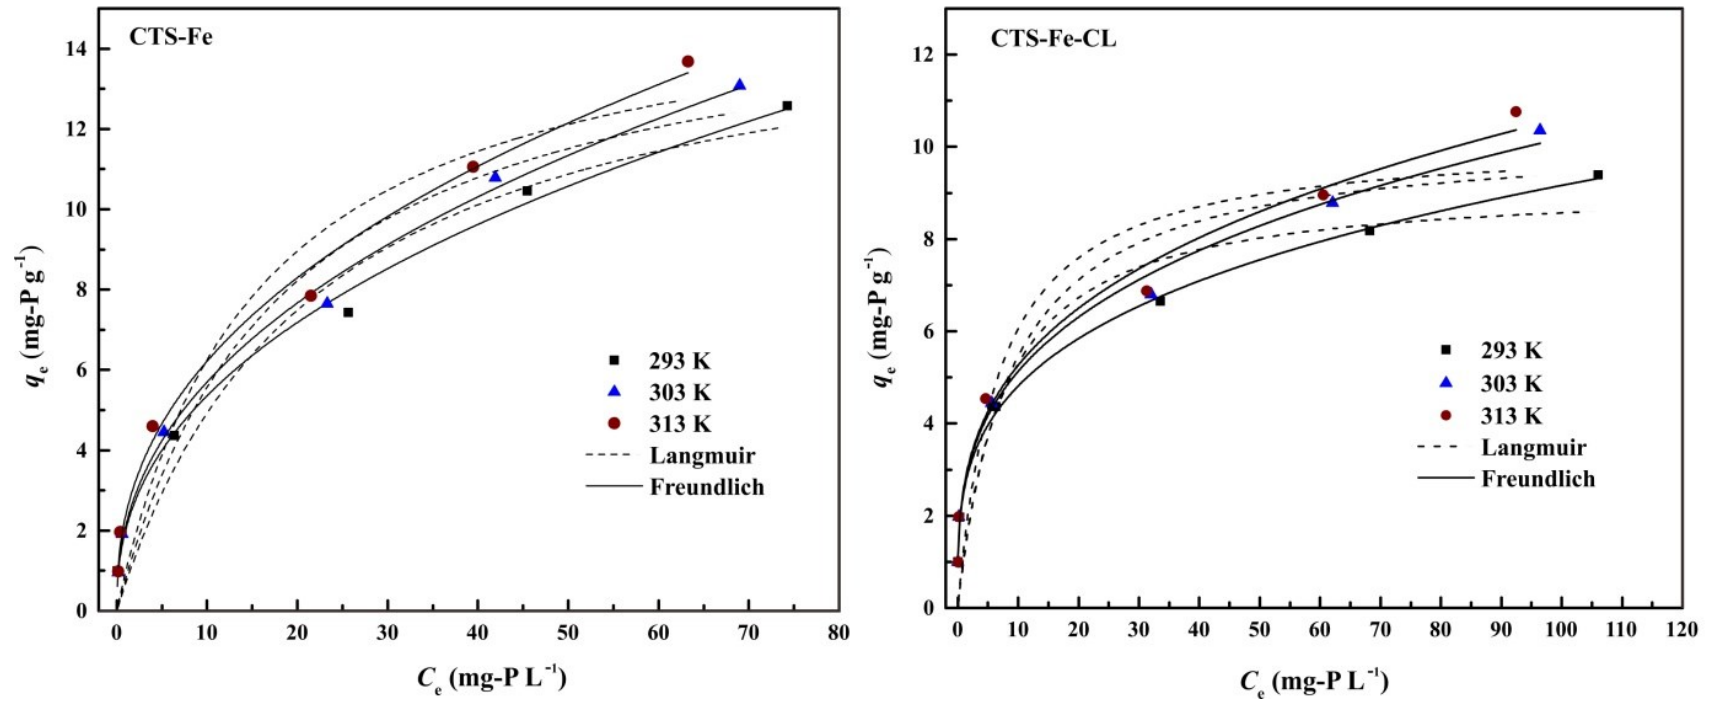 CTS-Fe
14
12
10
8
6
4
2
0
qe (mg-P g-1)
293 K
303 K
313 K
Langmuir
Freundlich
0 10 20 30 40 50 60 70 80
Ce (mg-P L-1)
CTS-Fe-CL
12
10
8
6
4
2
0
qe (mg-P g-1)
293 K
303 K
313 K
Langmuir
Freundlich
0 10 20 30 40 50 60 70 80 90 100 110 120
Ce (mg-P L-1)